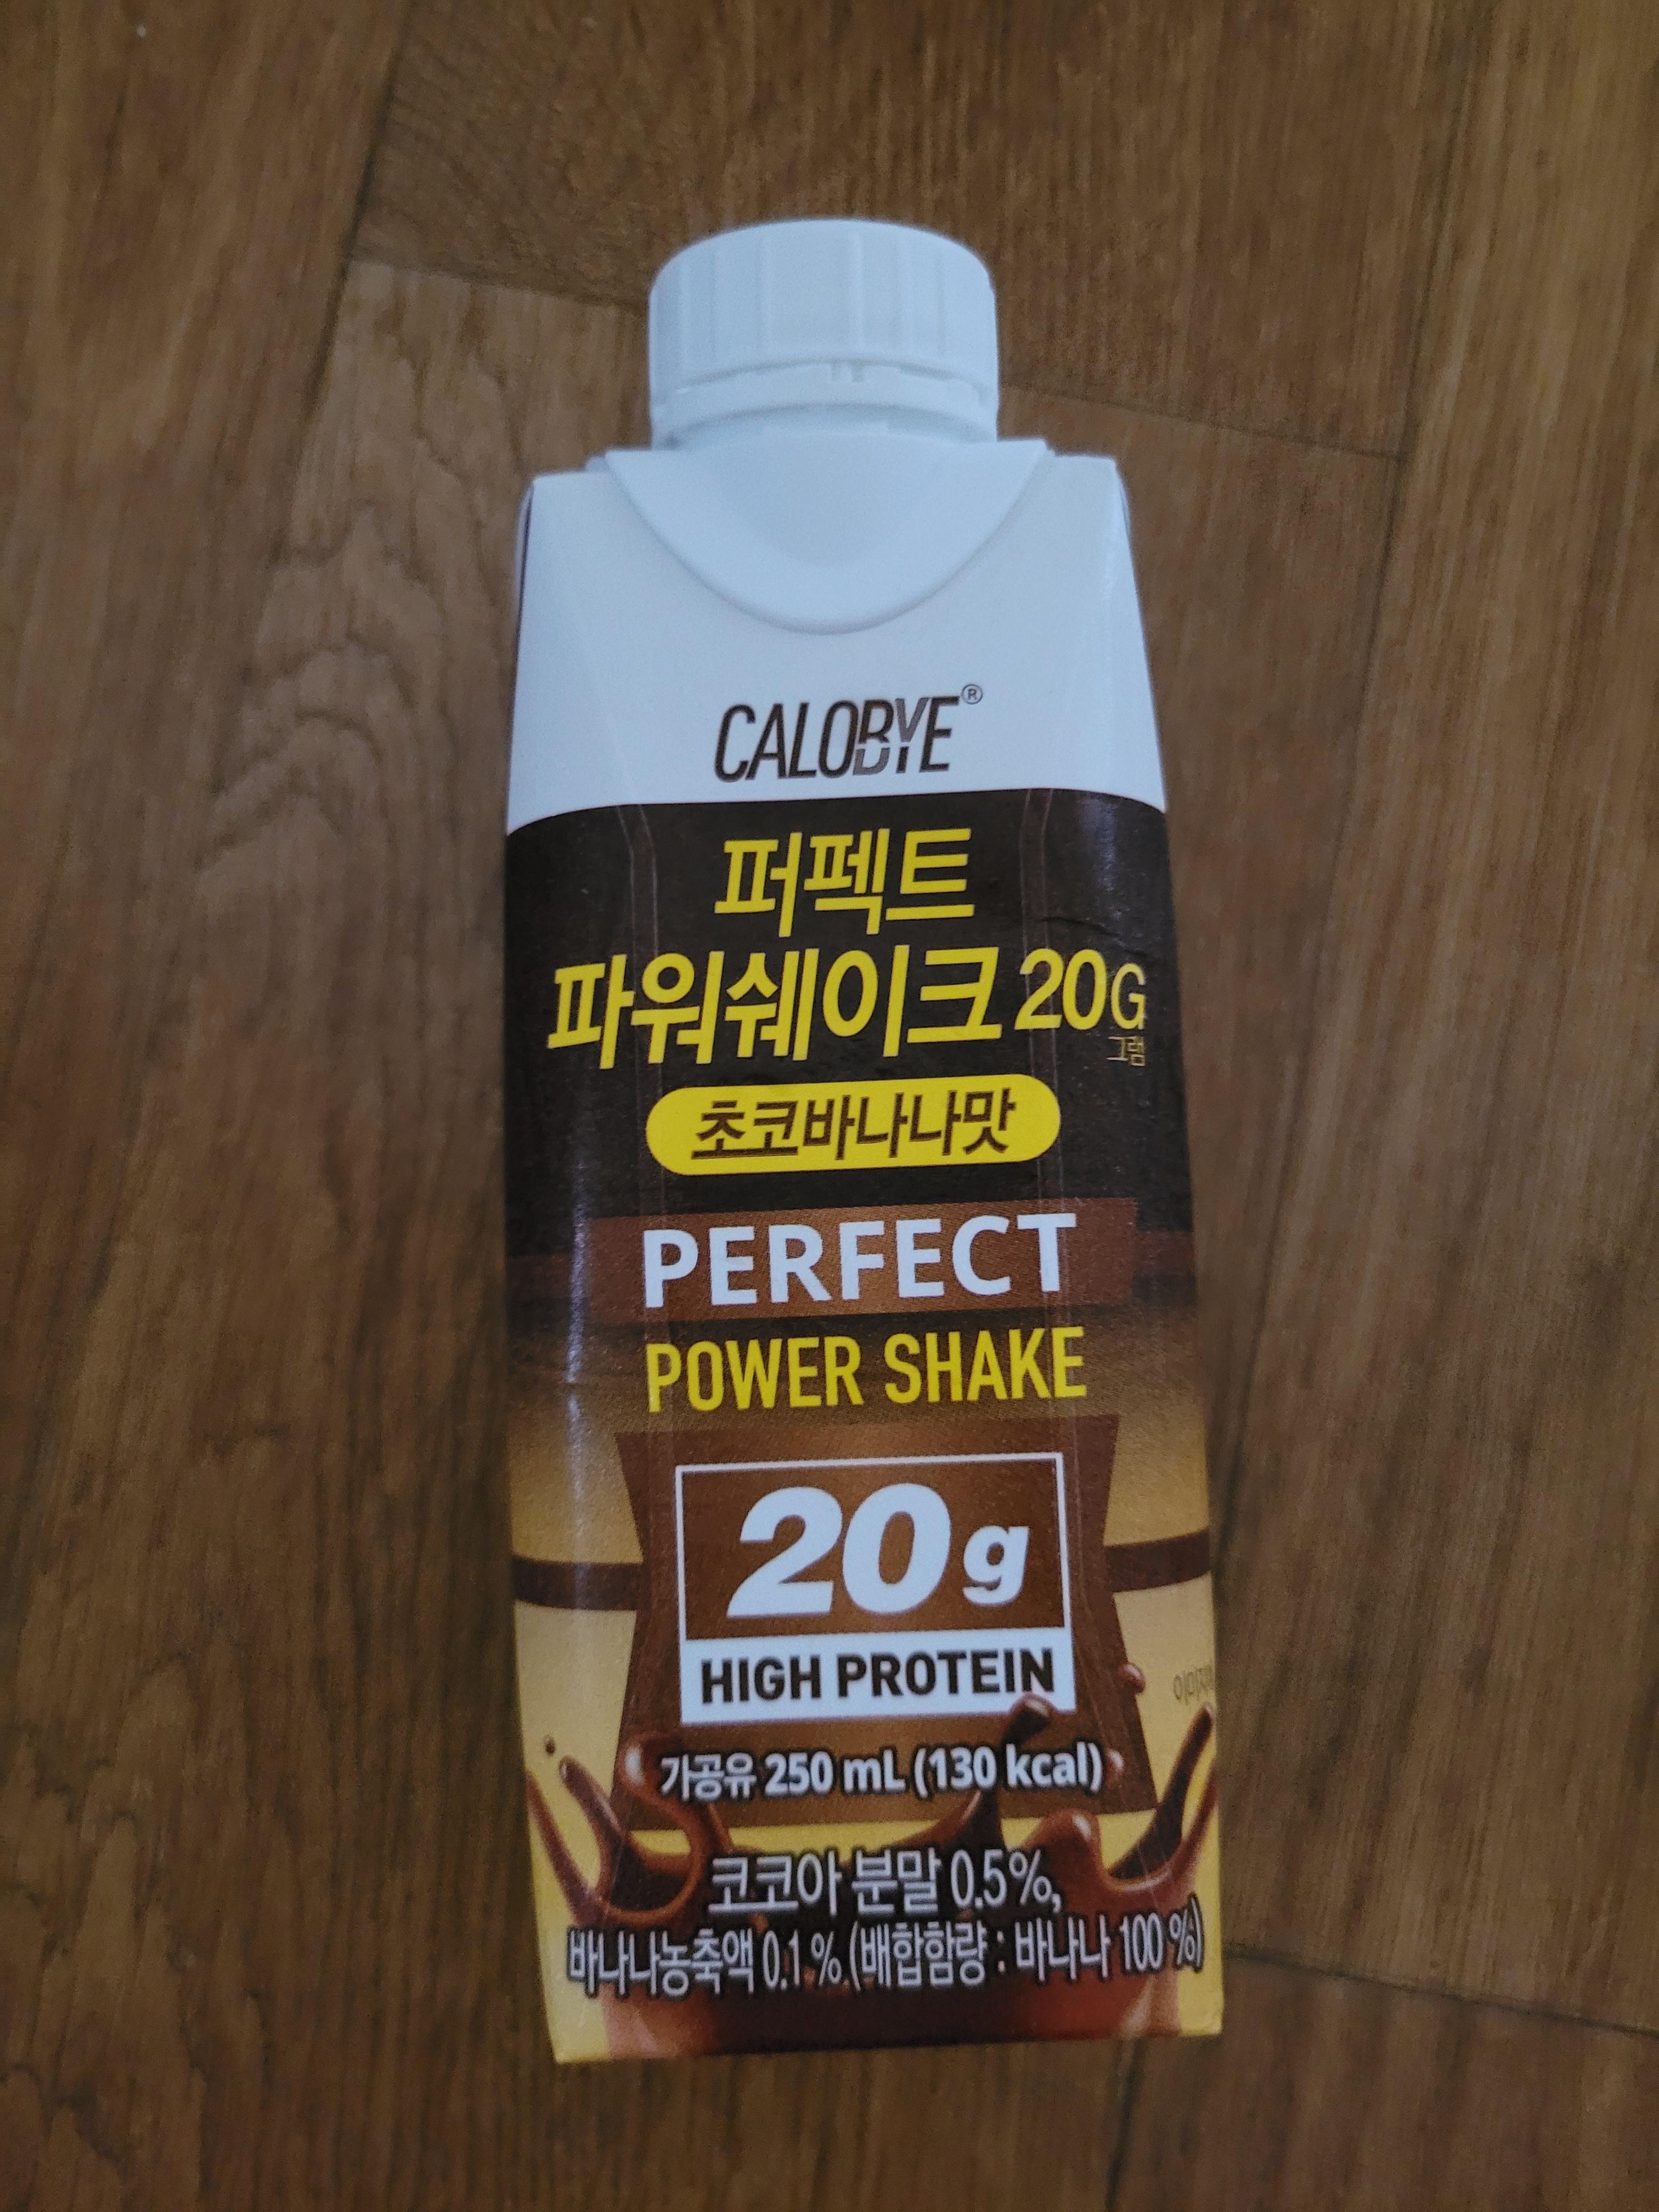 CALOBYE®
퍼펙트
파워쉐이크 20G
그램
초코바나나맛
PERFECT
POWER SHAKE
20g
HIGH PROTEIN
가공유 250 mL (130 kcal)
코코아 분말 0.5%,
바나나농축액 0.1% (배합함량 : 바나나 100%)